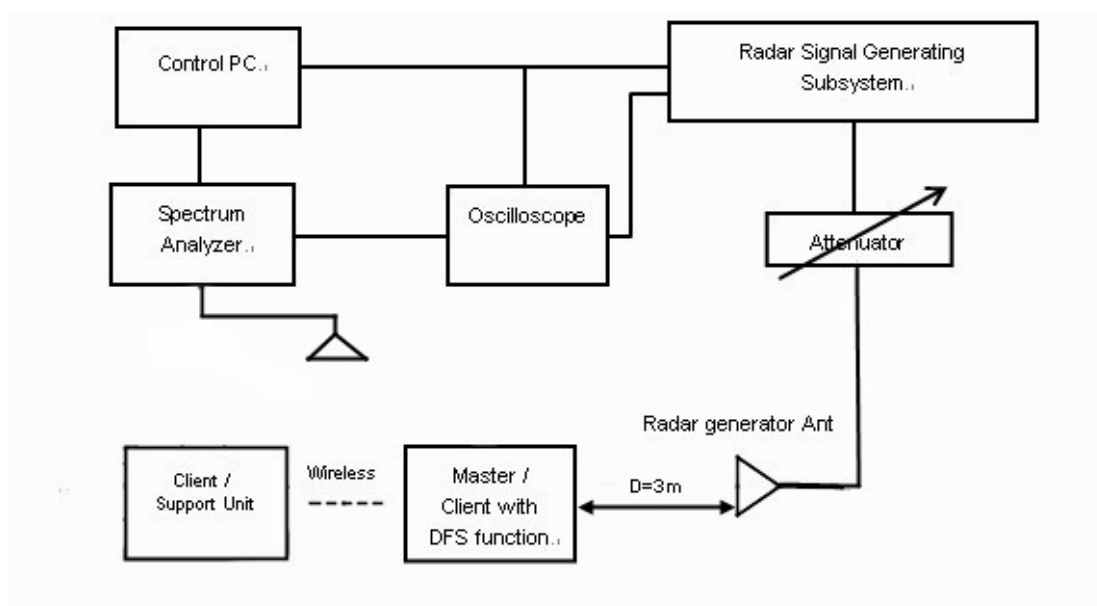 Control PC.
Radar Signal Generating
Subsystem.
Spectrum
Analyzer.
Oscilloscope
Attenuator
Radar generator Ant
Client /
Support Unit
Wireless
Master /
Client with
DFS function.
D=3m